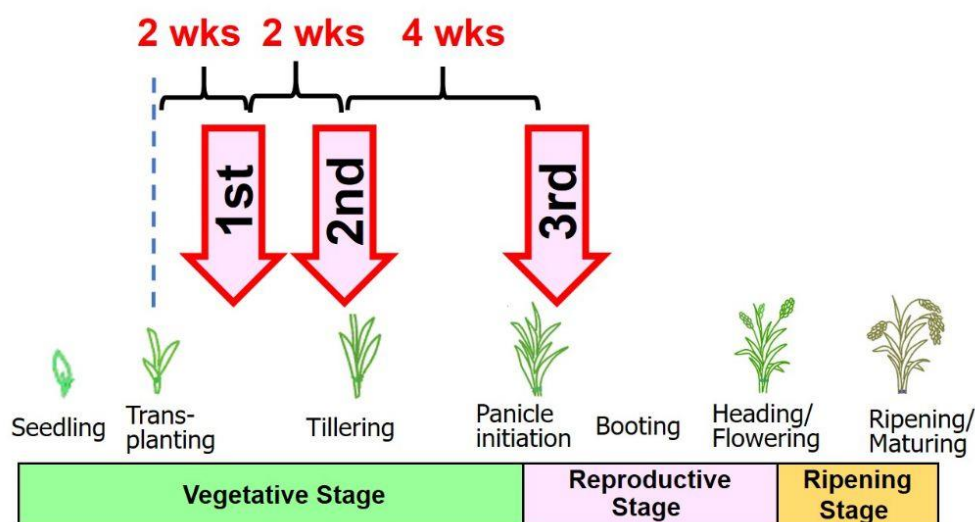 2 wks 2 wks 4 wks
1st
2nd
3rd
Seedling
Trans-
planting
Tillering
Panicle
initiation
Booting
Heading/
Flowering
Ripening/
Maturing
Vegetative Stage
Reproductive
Stage
Ripening
Stage